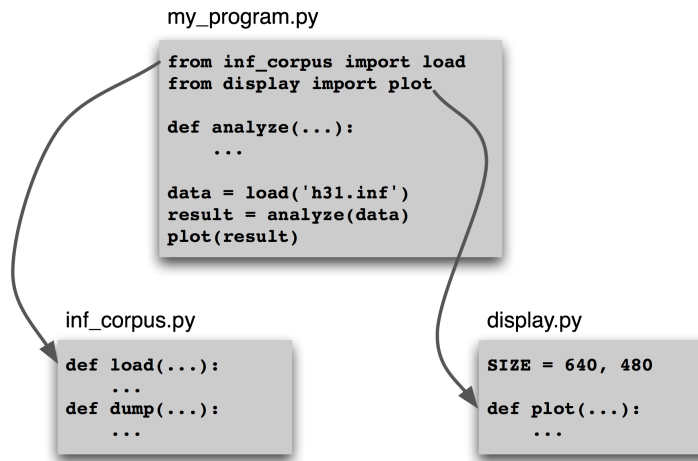 my_program.py
from inf_corpus import load
from display import plot
def analyze(...):
    ...
data = load('h31.inf')
result = analyze(data)
plot(result)
inf_corpus.py
def load(...):
    ...
def dump(...):
    ...
display.py
SIZE = 640, 480
def plot(...):
    ...